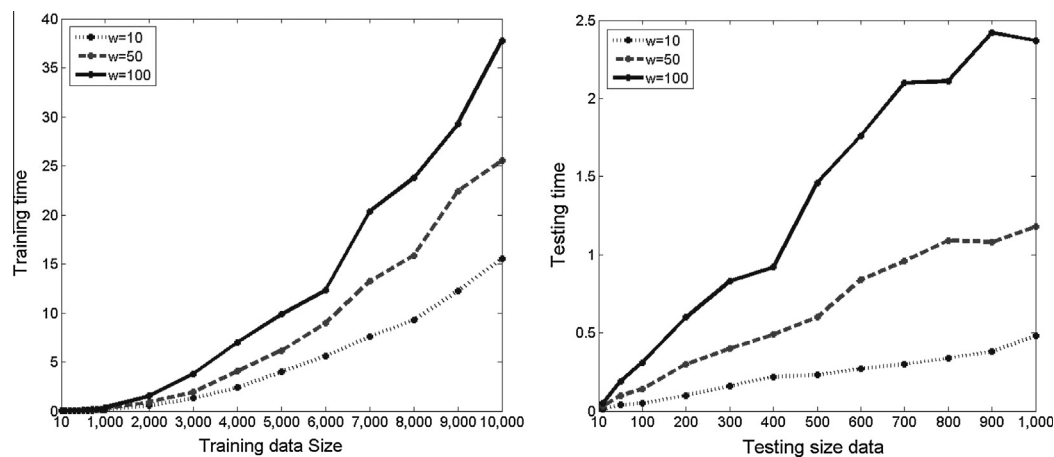 40
35
30
25
20
15
10
5
0
Training time
w=10
w=50
w=100
10 1,000 2,000 3,000 4,000 5,000 6,000 7,000 8,000 9,000 10,000
Training data Size
2.5
2
1.5
1
0.5
0
Testing time
w=10
w=50
w=100
10 100 200 300 400 500 600 700 800 900 1,000
Testing size data